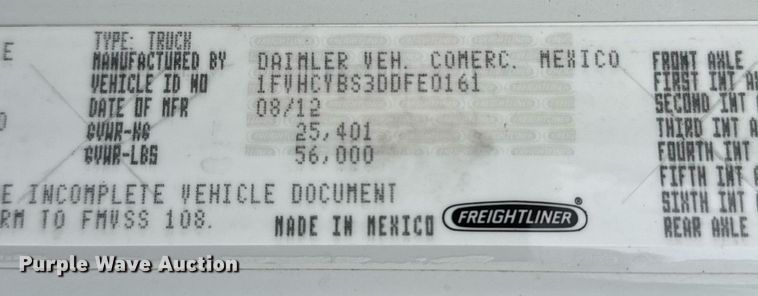 E TYPE: TRUCK
MANUFACTURED BY DAIMLER VEH. COMERC. MEXICO FRONT AXLE
VEHICLE ID NO 1FVHCYBS3DDFE0161 FIRST INT A
DATE OF MFR 08/12 SECOND INT
GVWR-KG 25,401 THIRD INT A
GVWR-LBS 56,000 FOURTH INT
FIFTH INT A
E INCOMPLETE VEHICLE DOCUMENT SIXTH INT A
RM TO FMVSS 108. MADE IN MEXICO FREIGHTLINER® REAR AXLE
Purple Wave Auction